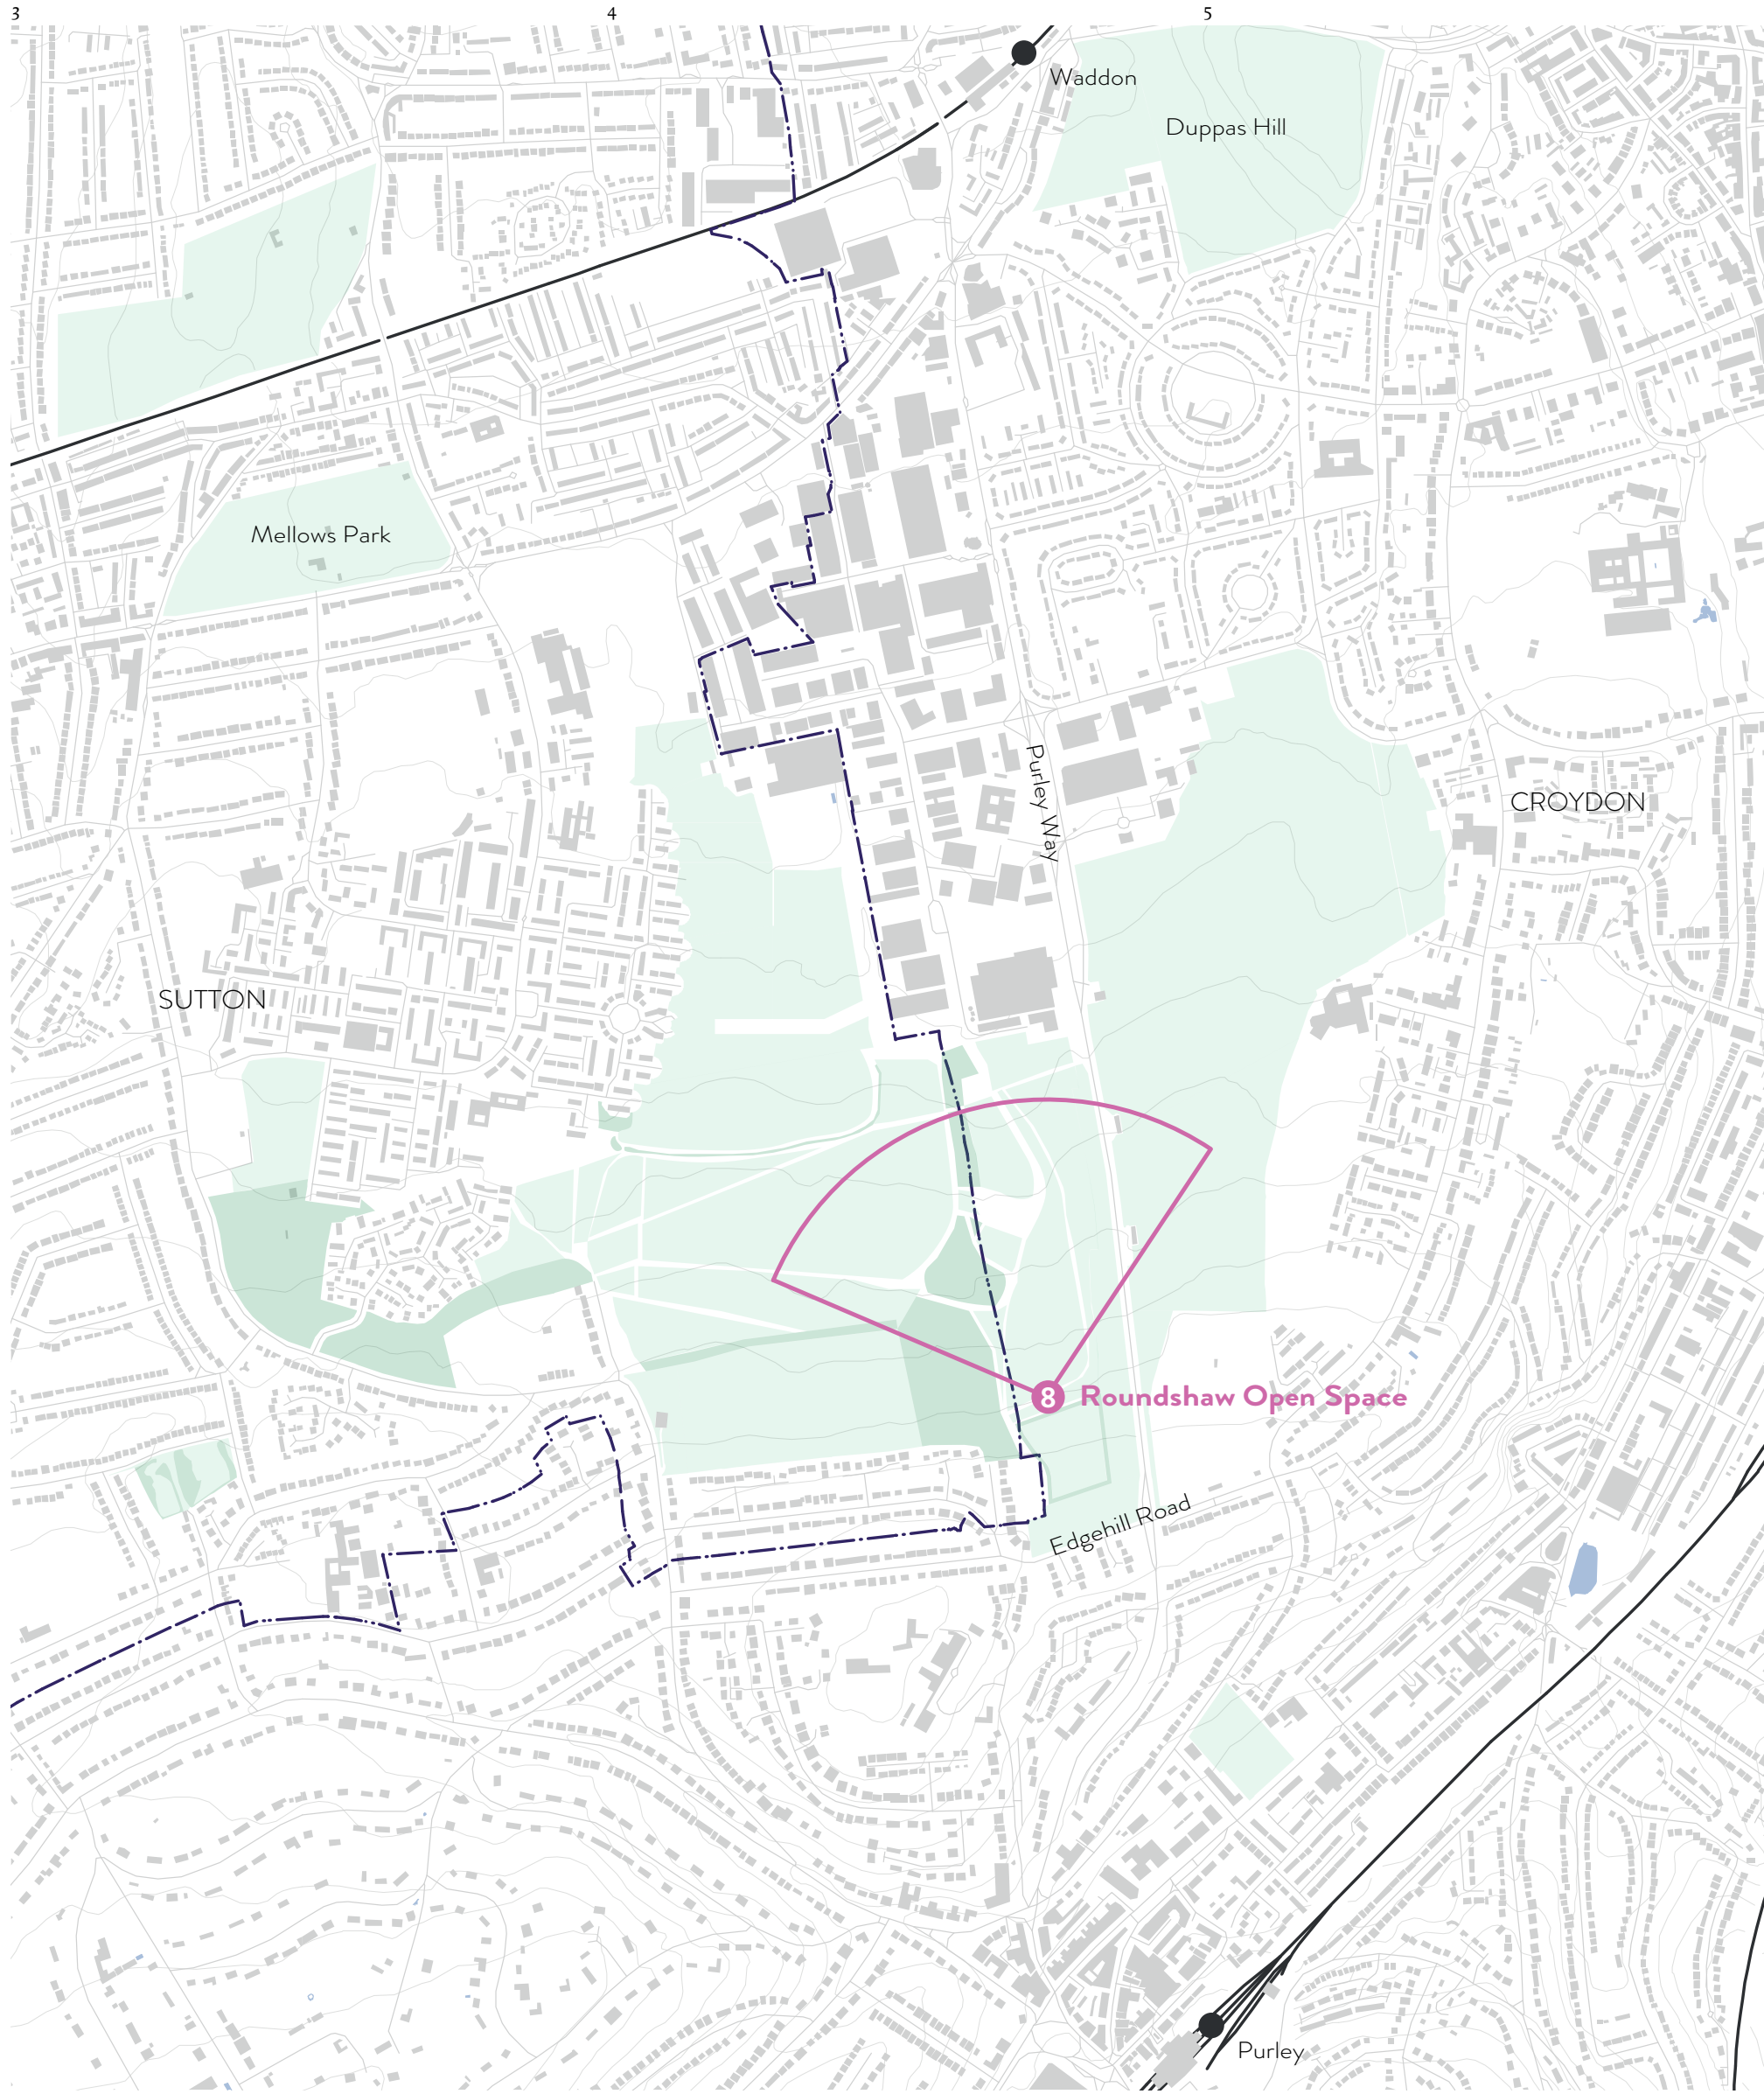 3
4
5
Waddon
Duppas Hill
Mellows Park
Purley Way
CROYDON
SUTTON
8 Roundshaw Open Space
Edgehill Road
Purley